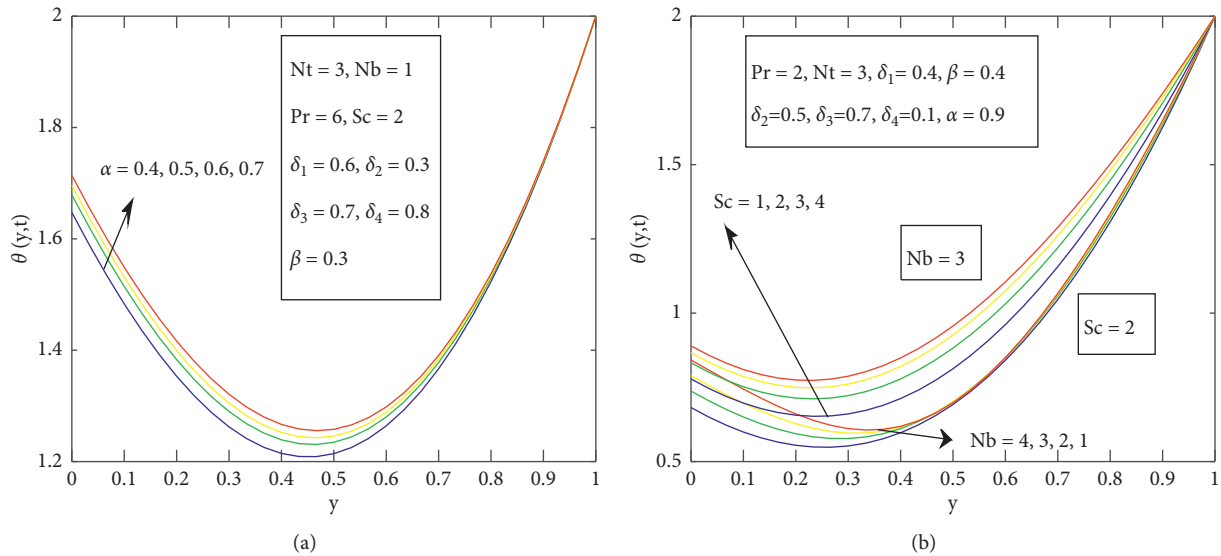 2
1.8
1.6
1.4
1.2
θ (y,t)
Nt = 3, Nb = 1
Pr = 6, Sc = 2
δ₁ = 0.6, δ₂ = 0.3
δ₃ = 0.7, δ₄ = 0.8
β = 0.3
α = 0.4, 0.5, 0.6, 0.7
0 0.1 0.2 0.3 0.4 0.5 0.6 0.7 0.8 0.9 1
y
(a)
2
1.5
1
0.5
θ (y,t)
Pr = 2, Nt = 3, δ₁= 0.4, β = 0.4
δ₂=0.5, δ₃=0.7, δ₄=0.1, α = 0.9
Sc = 1, 2, 3, 4
Nb = 3
Sc = 2
Nb = 4, 3, 2, 1
0 0.1 0.2 0.3 0.4 0.5 0.6 0.7 0.8 0.9 1
y
(b)